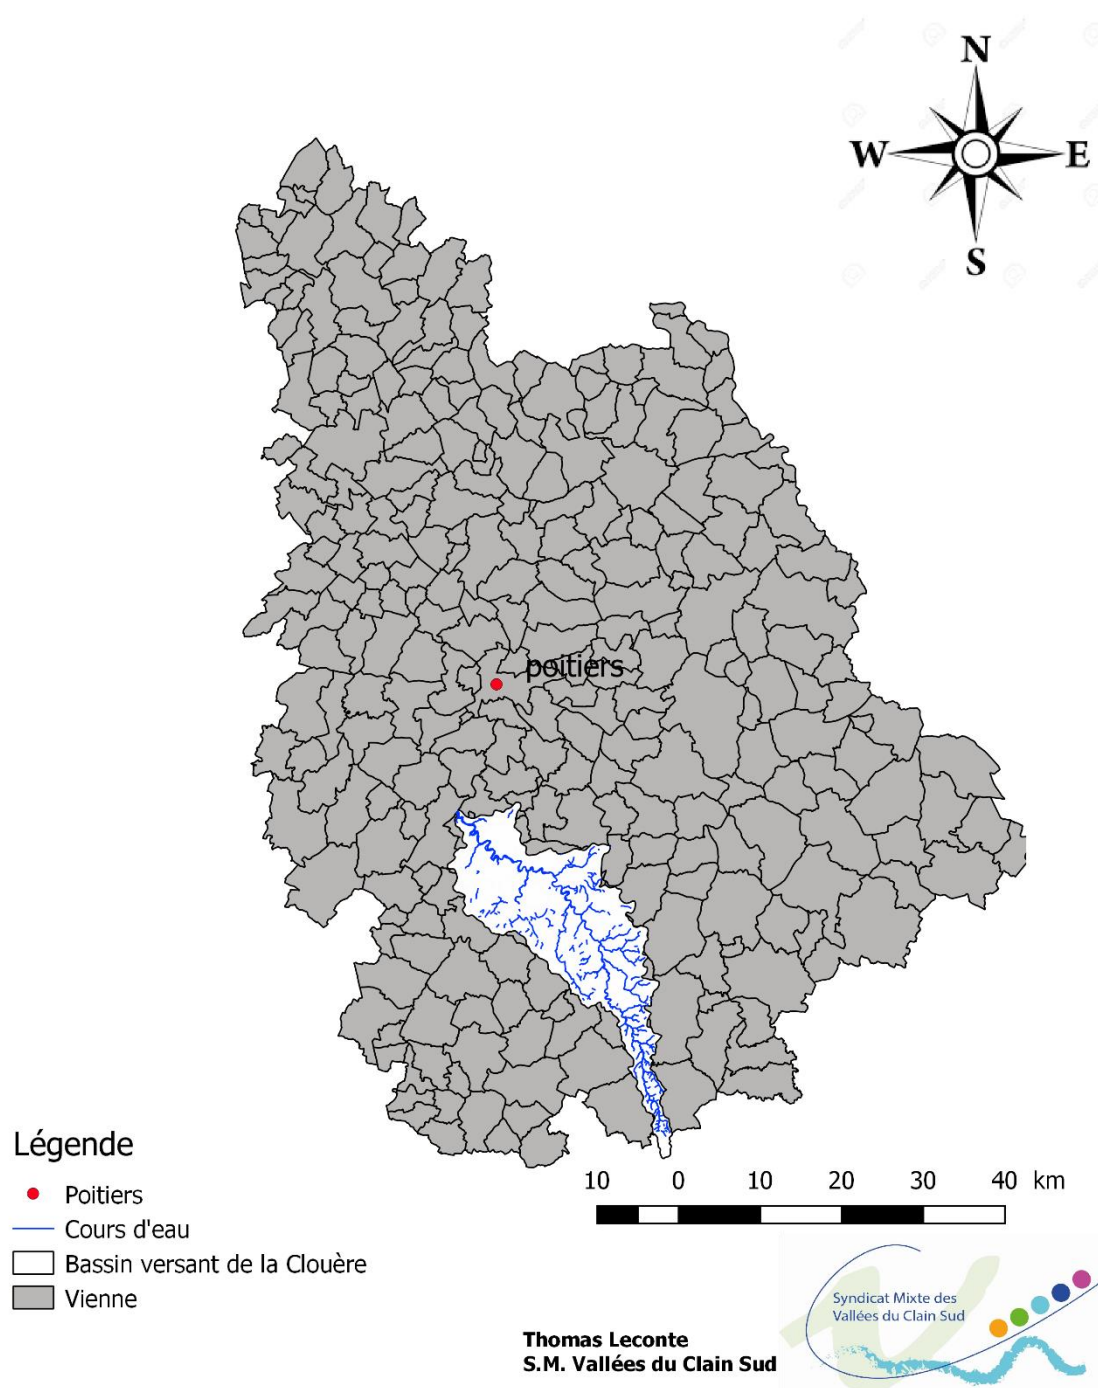 N
W E
S
poitiers
Légende
Poitiers
Cours d'eau
Bassin versant de la Clouère
Vienne
10 0 10 20 30 40 km
Syndicat Mixte des
Vallées du Clain Sud
Thomas Leconte
S.M. Vallées du Clain Sud